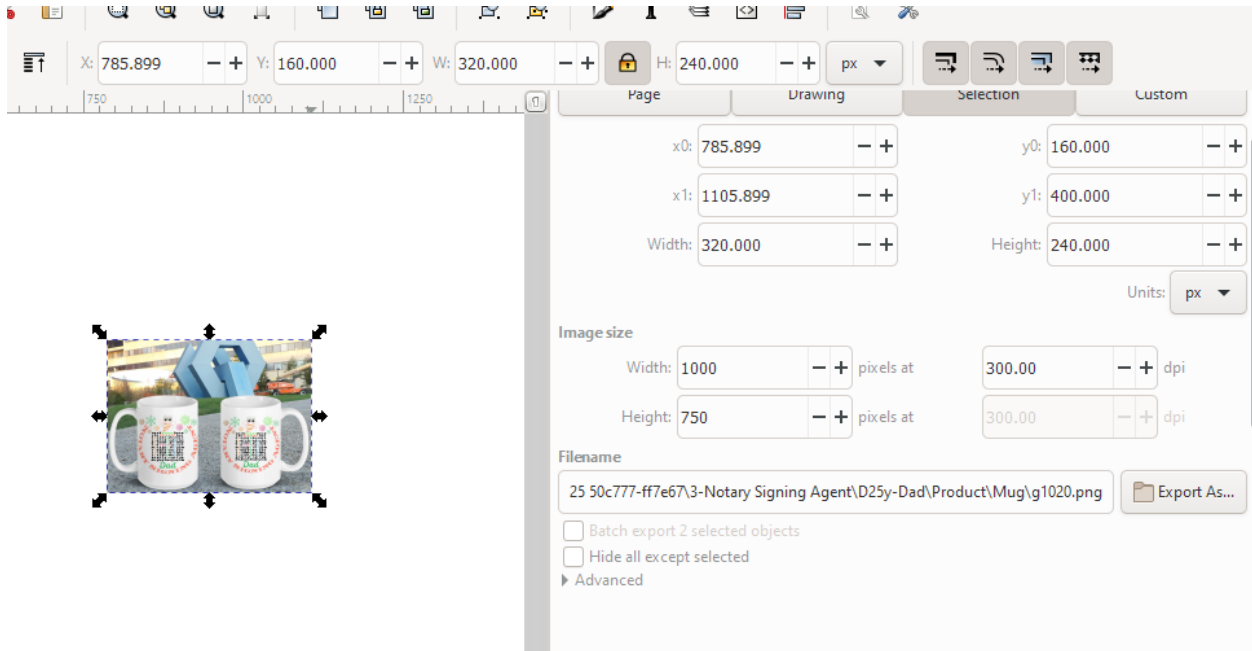 X: 785.899 Y: 160.000 W: 320.000 H: 240.000 px
750 1000 1250
Page Drawing Selection Custom
x0: 785.899 y0: 160.000
x1: 1105.899 y1: 400.000
Width: 320.000 Height: 240.000
Units: px
Image size
Width: 1000 pixels at 300.00 dpi
Height: 750 pixels at 300.00 dpi
Filename
25 50c777-ff7e67\3-Notary Signing Agent\D25y-Dad\Product\Mug\g1020.png Export As...
Batch export 2 selected objects
Hide all except selected
Advanced
Dad Dad